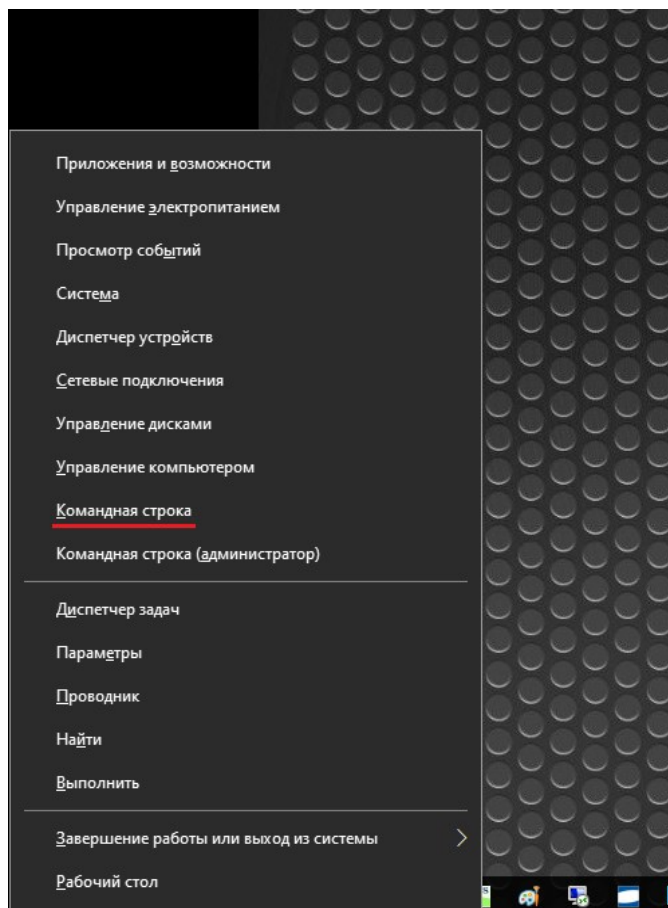 Приложения и возможности
Управление электропитанием
Просмотр событий
Система
Диспетчер устройств
Сетевые подключения
Управление дисками
Управление компьютером
Командная строка
Командная строка (администратор)
Диспетчер задач
Параметры
Проводник
Найти
Выполнить
Завершение работы или выход из системы
Рабочий стол